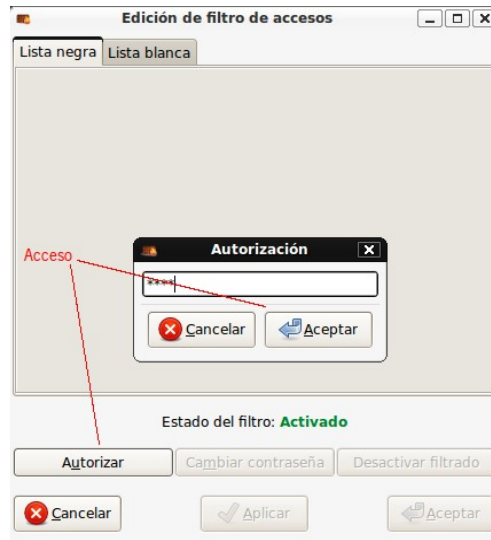 Edición de filtro de accesos
Lista negra Lista blanca
Autorización
Acceso
****
Cancelar Aceptar
Estado del filtro: Activado
Autorizar Cambiar contraseña Desactivar filtrado
Cancelar Aplicar Aceptar